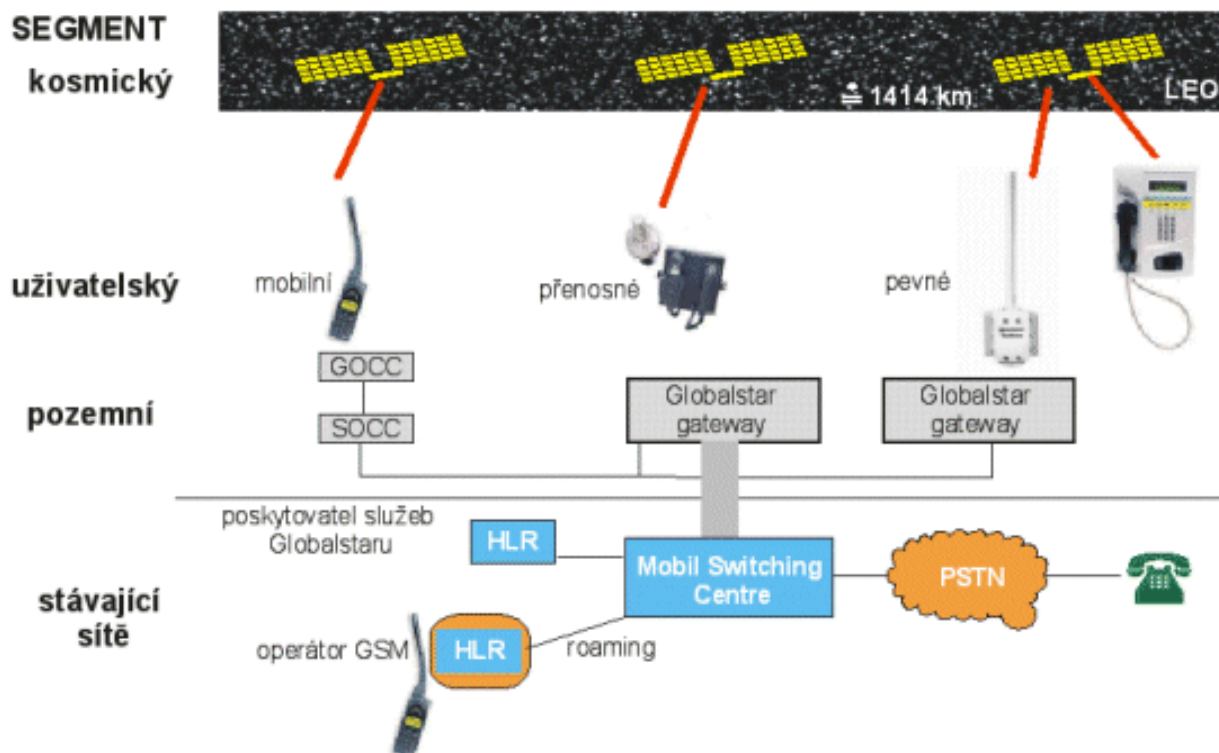 SEGMENT
kosmický
1414 km
LEO
uživatelský
mobilní
přenosné
pevné
pozemní
GOCC
SOCC
Globalstar
gateway
Globalstar
gateway
poskytovatel služeb
Globalstaru
HLR
Mobil Switching
Centre
PSTN
stávající
sítě
operátor GSM
HLR
roaming